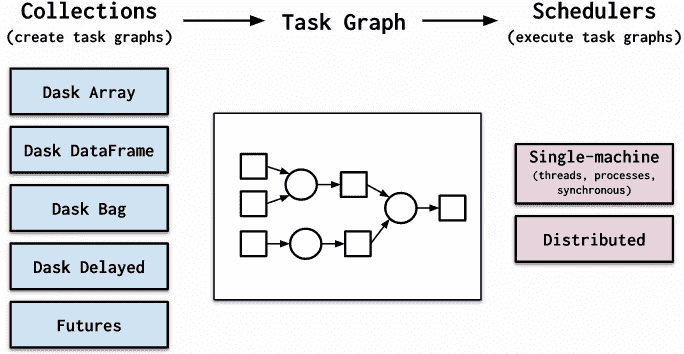 Collections
(create task graphs)
Task Graph
Schedulers
(execute task graphs)
Dask Array
Dask DataFrame
Dask Bag
Dask Delayed
Futures
Single-machine
(threads, processes,
synchronous)
Distributed